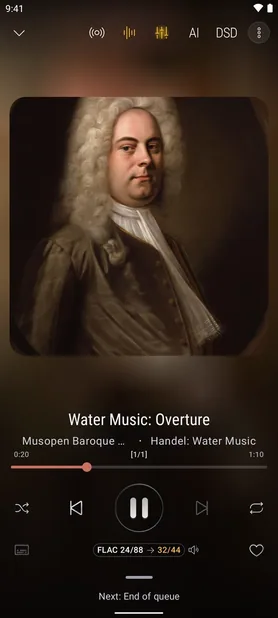 9:41
AI DSD
Water Music: Overture
Musopen Baroque ... · Handel: Water Music
0:20 [1/1] 1:10
FLAC 24/88 → 32/44
Next: End of queue